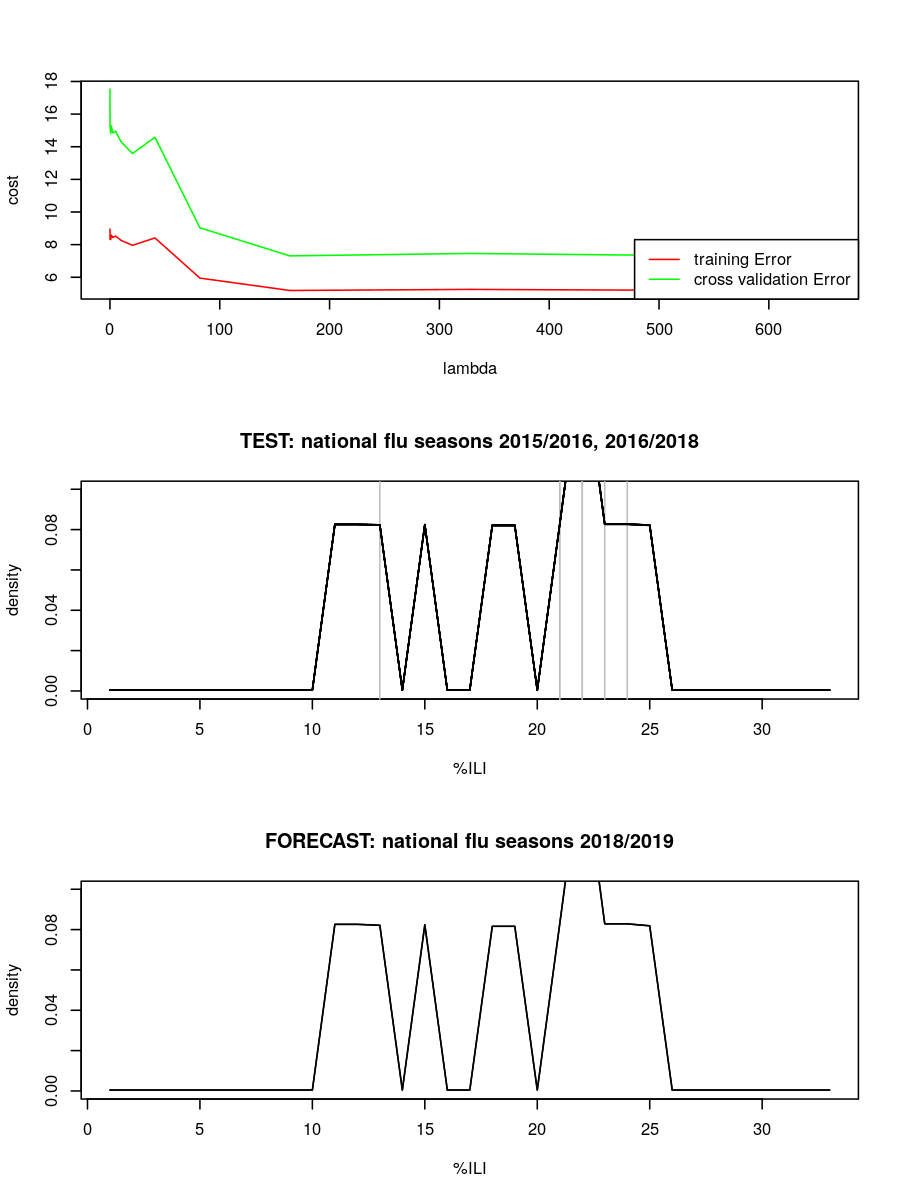 cost
18
16
14
12
10
8
6
training Error
cross validation Error
0 100 200 300 400 500 600
lambda
TEST: national flu seasons 2015/2016, 2016/2018
density
0.08
0.04
0.00
0 5 10 15 20 25 30
%ILI
FORECAST: national flu seasons 2018/2019
density
0.08
0.04
0.00
0 5 10 15 20 25 30
%ILI